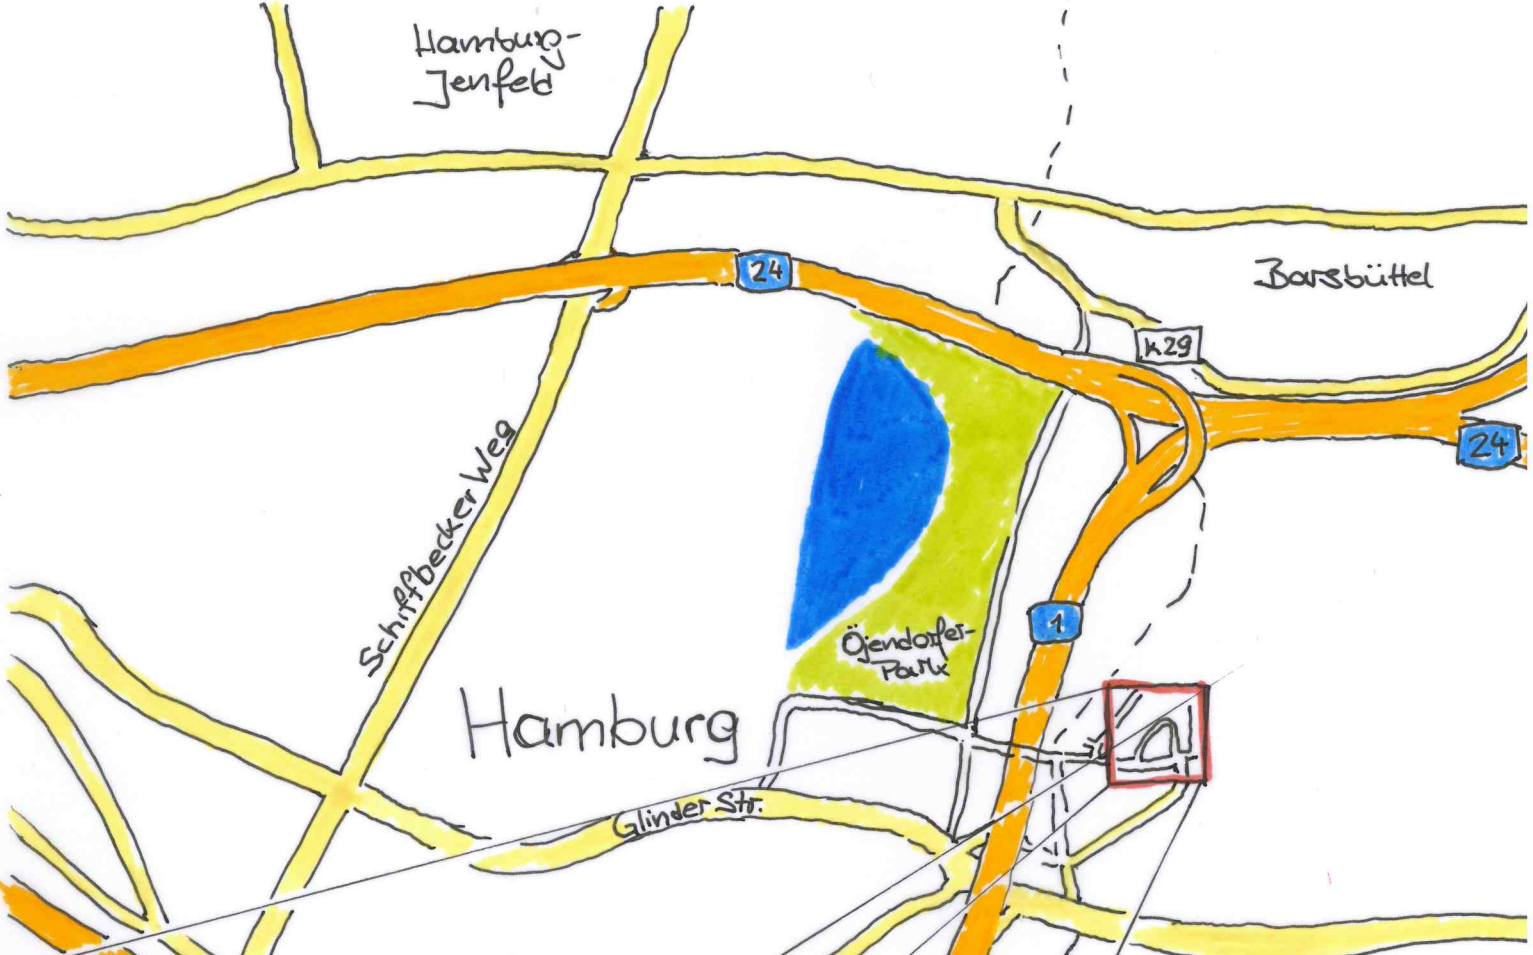 Hamburg-
Jenfeld
24
Barsbüttel
K29
24
Schiffbecker Weg
1
Öjendorfer-
Park
Hamburg
Glinder Str.